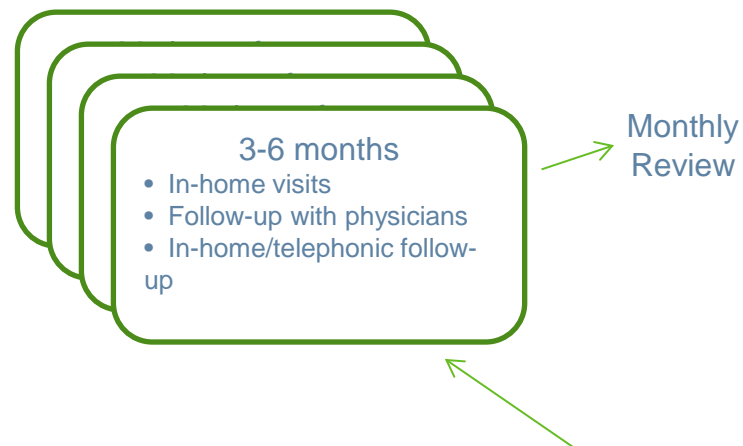 3-6 months
• In-home visits
• Follow-up with physicians
• In-home/telephonic follow-
up
Monthly
Review